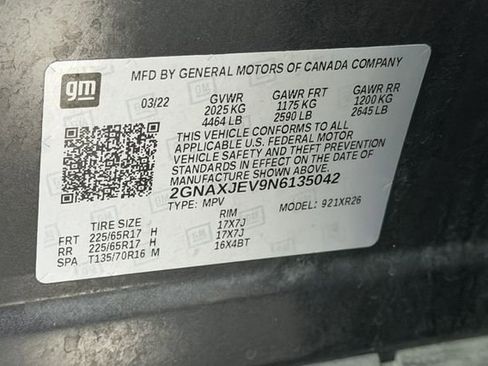 gm
MFD BY GENERAL MOTORS OF CANADA COMPANY
03/22 GVWR GAWR FRT GAWR RR
2025 KG 1175 KG 1200 KG
4464 LB 2590 LB 2645 LB
THIS VEHICLE CONFORMS TO ALL
APPLICABLE U.S. FEDERAL MOTOR
VEHICLE SAFETY AND THEFT PREVENTION
STANDARDS IN EFFECT ON THE DATE OF
MANUFACTURE SHOWN ABOVE.
2GNAXJEV9N6135042
TYPE: MPV MODEL: 921XR26
TIRE SIZE RIM
FRT 225/65R17 H 17X7J
RR 225/65R17 H 17X7J
SPA T135/70R16 M 16X4BT